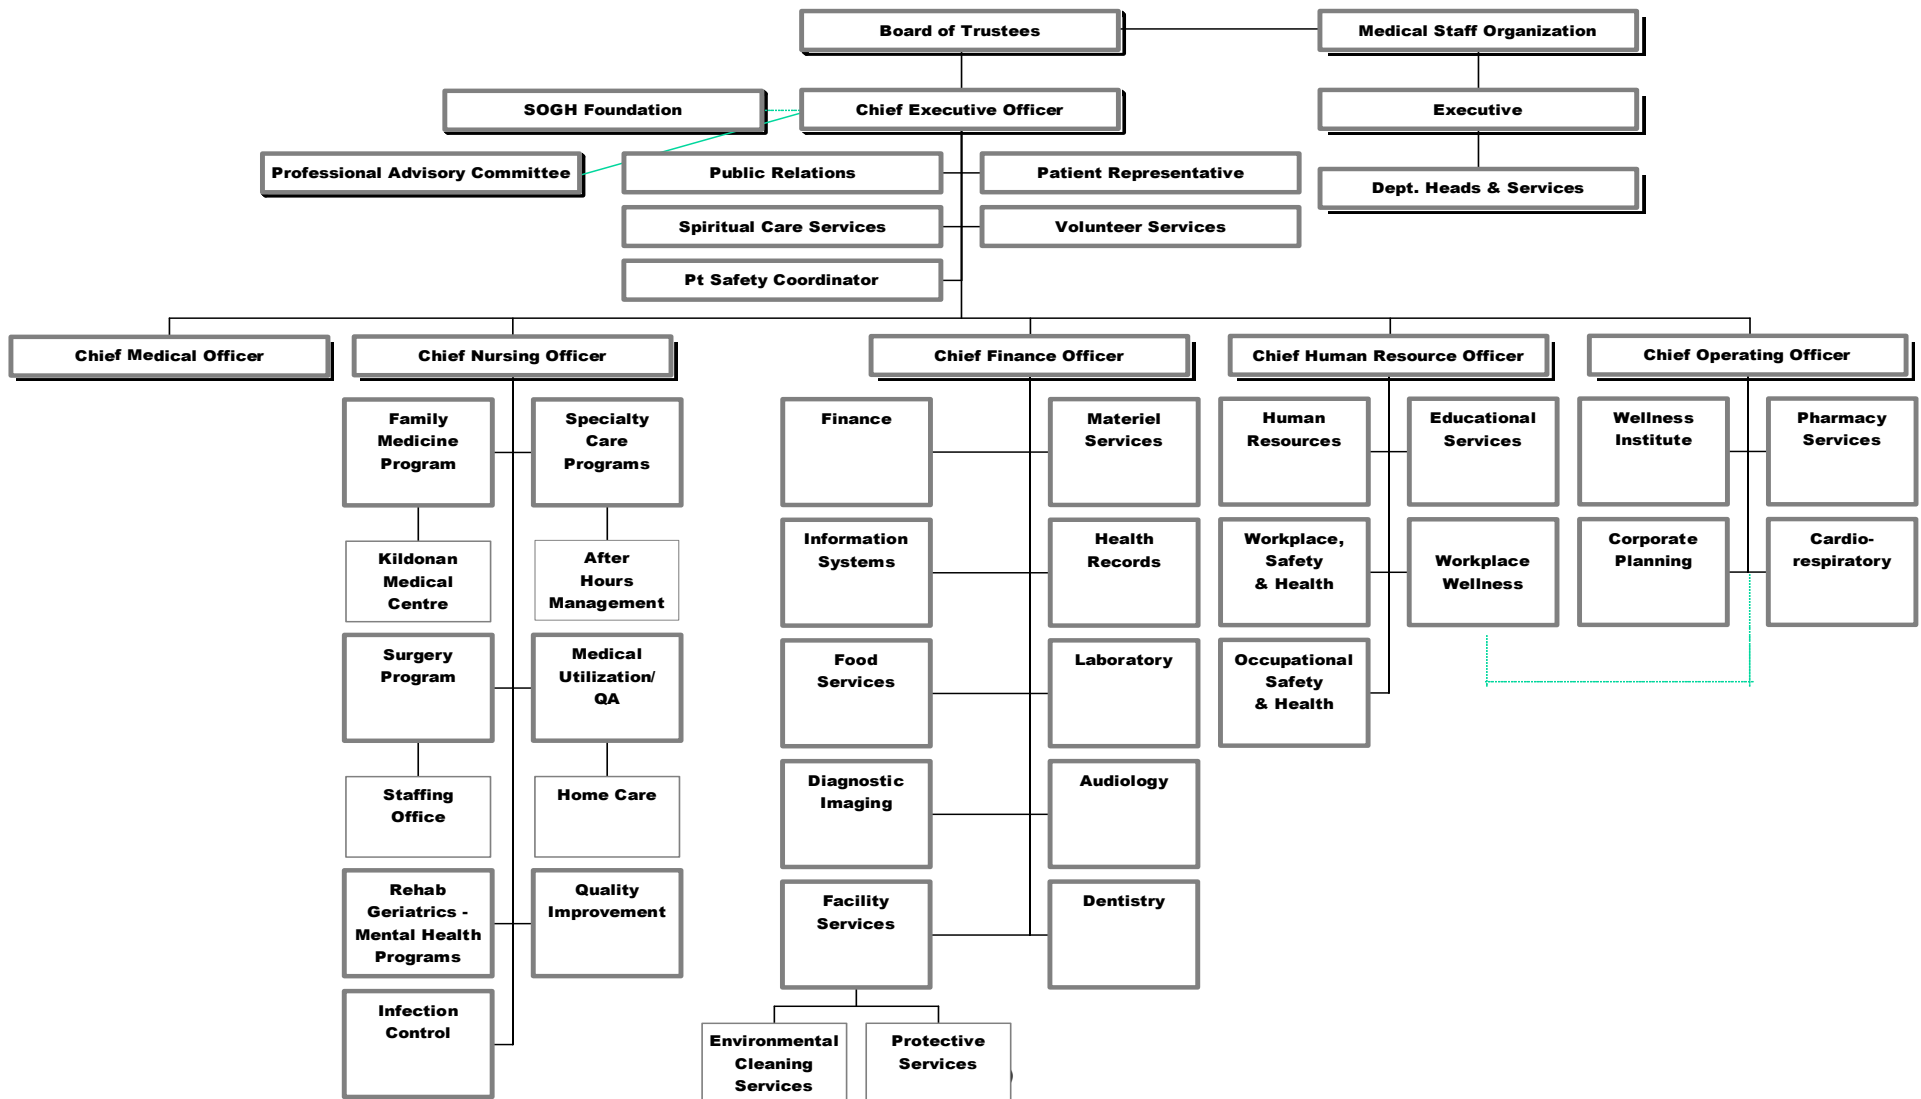 Board of Trustees
Medical Staff Organization
SOGH Foundation
Chief Executive Officer
Executive
Professional Advisory Committee
Public Relations
Patient Representative
Dept. Heads & Services
Spiritual Care Services
Volunteer Services
Pt Safety Coordinator
Chief Medical Officer
Chief Nursing Officer
Chief Finance Officer
Chief Human Resource Officer
Chief Operating Officer
Family
Medicine
Program
Specialty
Care
Programs
Kildonan
Medical
Centre
After
Hours
Management
Surgery
Program
Medical
Utilization/
QA
Staffing
Office
Home Care
Rehab
Geriatrics -
Mental Health
Programs
Quality
Improvement
Infection
Control
Finance
Materiel
Services
Information
Systems
Health
Records
Food
Services
Laboratory
Diagnostic
Imaging
Audiology
Facility
Services
Dentistry
Environmental
Cleaning
Services
Protective
Services
Human
Resources
Educational
Services
Workplace,
Safety
& Health
Workplace
Wellness
Occupational
Safety
& Health
Wellness
Institute
Pharmacy
Services
Corporate
Planning
Cardio-
respiratory